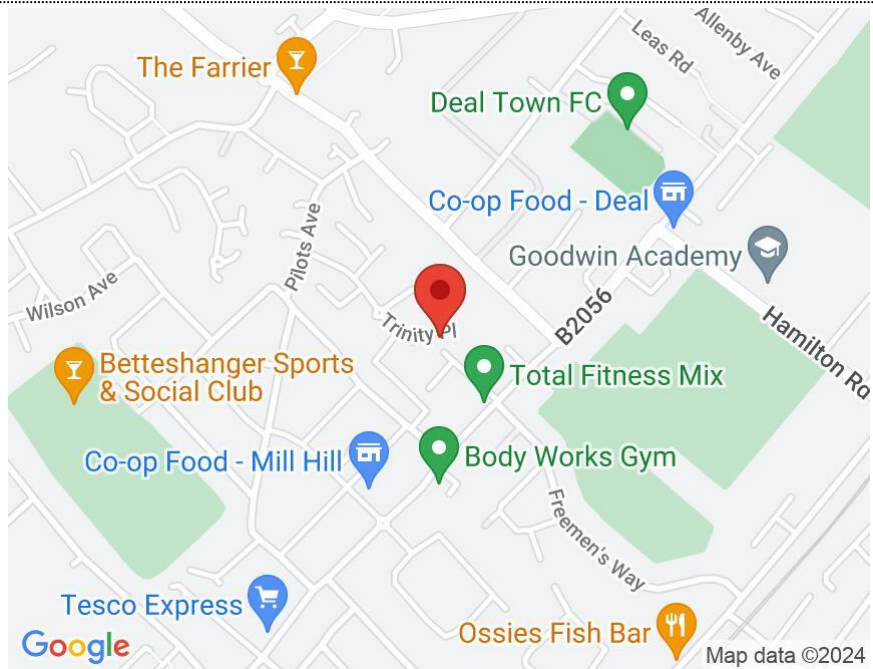 Allenby Ave
Leas Rd
The Farrier
Deal Town FC
Co-op Food - Deal
Pilots Ave
Goodwin Academy
Wilson Ave
B2056
Hamilton Rd
Trinity Pl
Betteshanger Sports
& Social Club
Total Fitness Mix
Co-op Food - Mill Hill
Body Works Gym
Freemen's Way
Tesco Express
Ossies Fish Bar
Google
Map data ©2024